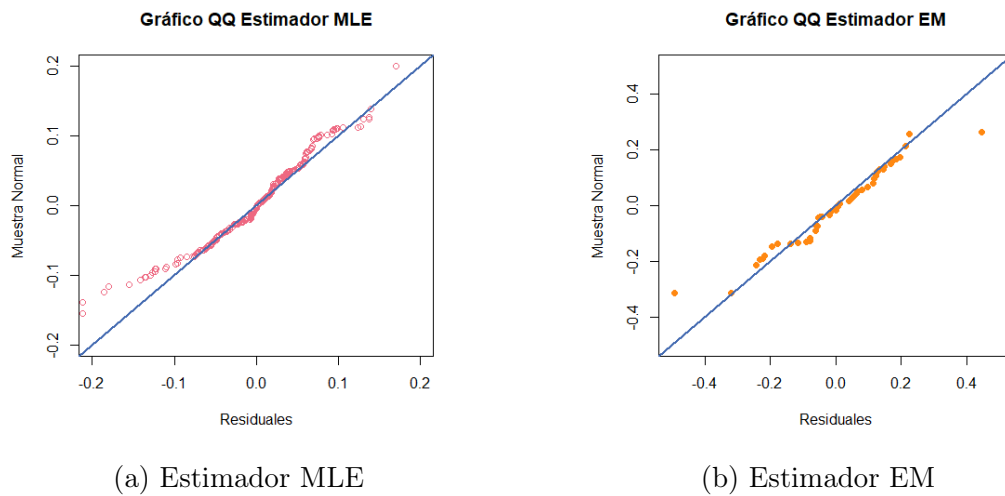 Gráfico QQ Estimador MLE
Muestra Normal
0.2
0.1
0.0
-0.1
-0.2
-0.2 -0.1 0.0 0.1 0.2
Residuales
(a) Estimador MLE
Gráfico QQ Estimador EM
Muestra Normal
0.4
0.2
0.0
-0.2
-0.4
-0.4 -0.2 0.0 0.2 0.4
Residuales
(b) Estimador EM